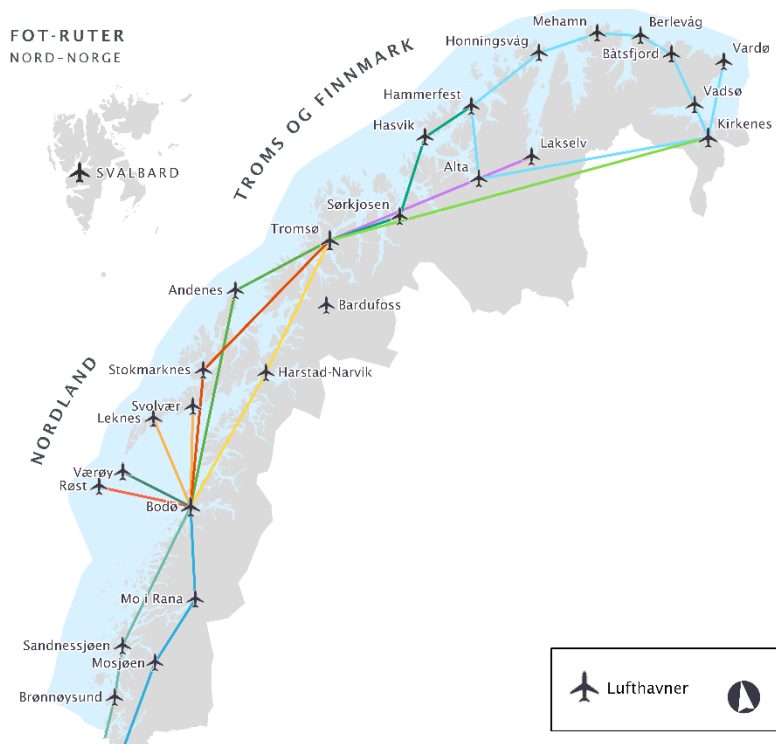 FOT-RUTER
NORD-NORGE
SVALBARD
TROMS OG FINNMARK
NORDLAND
Mehamn
Berlevåg
Honningsvåg
Båtsfjord
Vardø
Hammerfest
Vadsø
Hasvik
Kirkenes
Lakselv
Alta
Sørkjosen
Tromsø
Andenes
Bardufoss
Stokmarknes
Harstad-Narvik
Svolvær
Leknes
Værøy
Røst
Bodø
Mo i Rana
Sandnessjøen
Mosjøen
Brønnøysund
Lufthavner